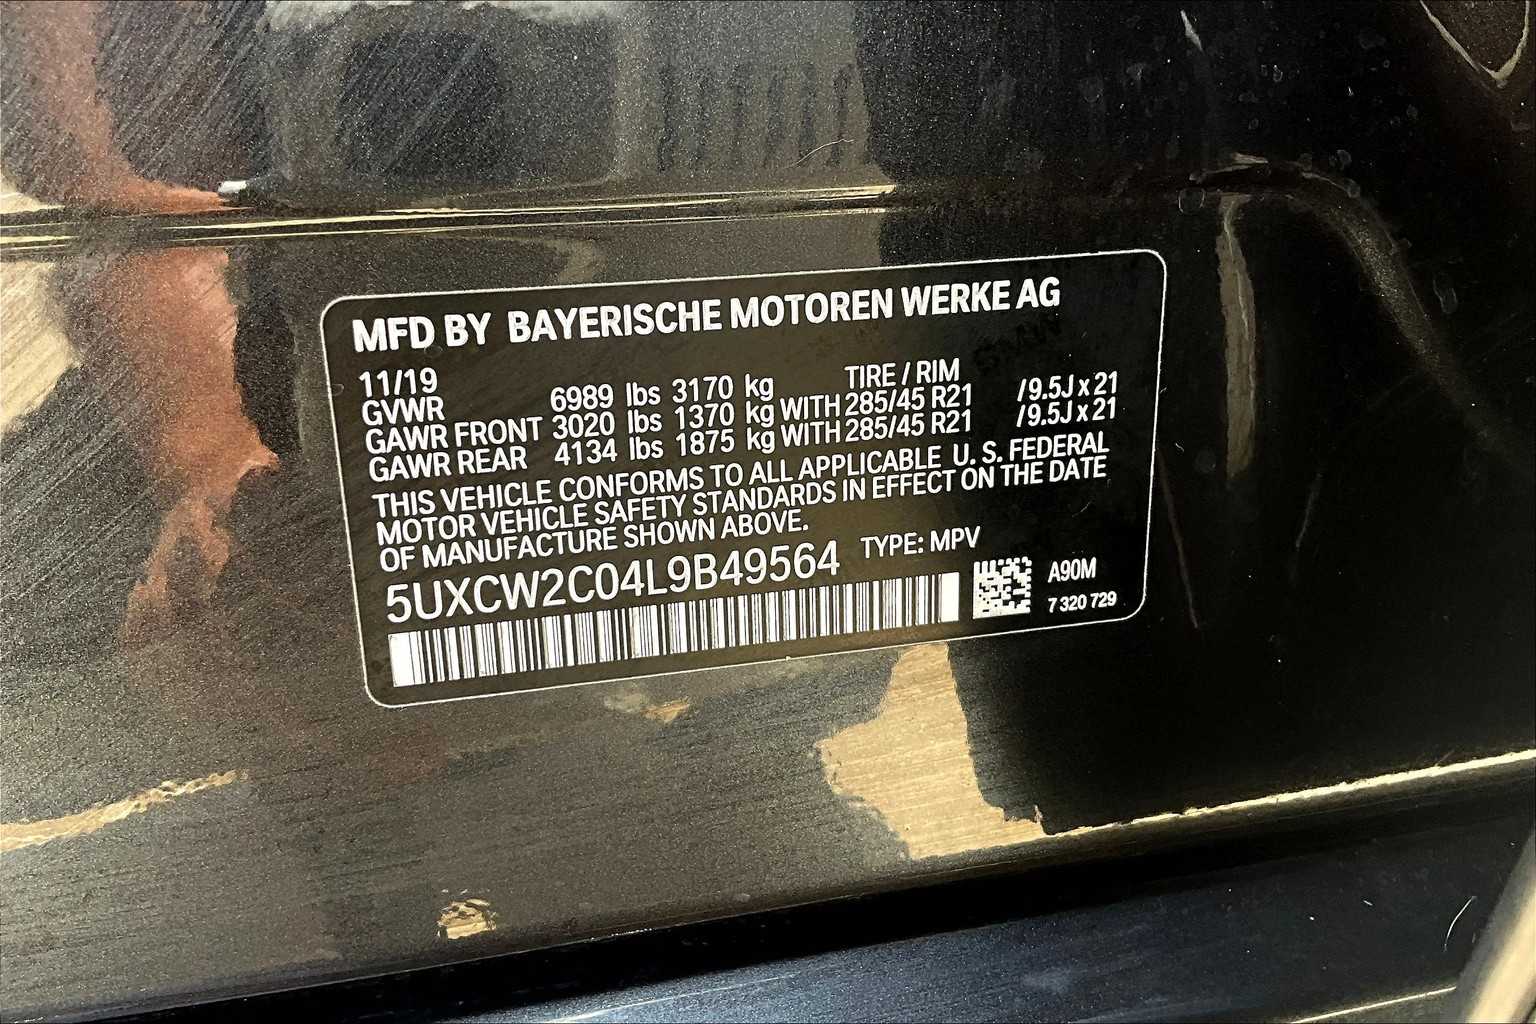 MFD BY BAYERISCHE MOTOREN WERKE AG
11/19 TIRE / RIM
GVWR 6989 lbs 3170 kg
GAWR FRONT 3020 lbs 1370 kg WITH 285/45 R21 /9.5J x 21
GAWR REAR 4134 lbs 1875 kg WITH 285/45 R21 /9.5J x 21
THIS VEHICLE CONFORMS TO ALL APPLICABLE U. S. FEDERAL
MOTOR VEHICLE SAFETY STANDARDS IN EFFECT ON THE DATE
OF MANUFACTURE SHOWN ABOVE.
5UXCW2C04L9B49564 TYPE: MPV
A90M
7 320 729